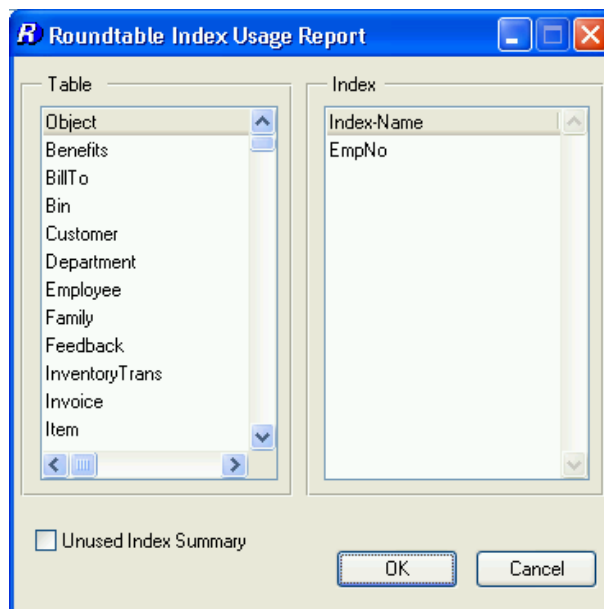 Roundtable Index Usage Report
Table
Object
Benefits
BillTo
Bin
Customer
Department
Employee
Family
Feedback
InventoryTrans
Invoice
Item
Index
Index-Name
EmpNo
Unused Index Summary
OK
Cancel